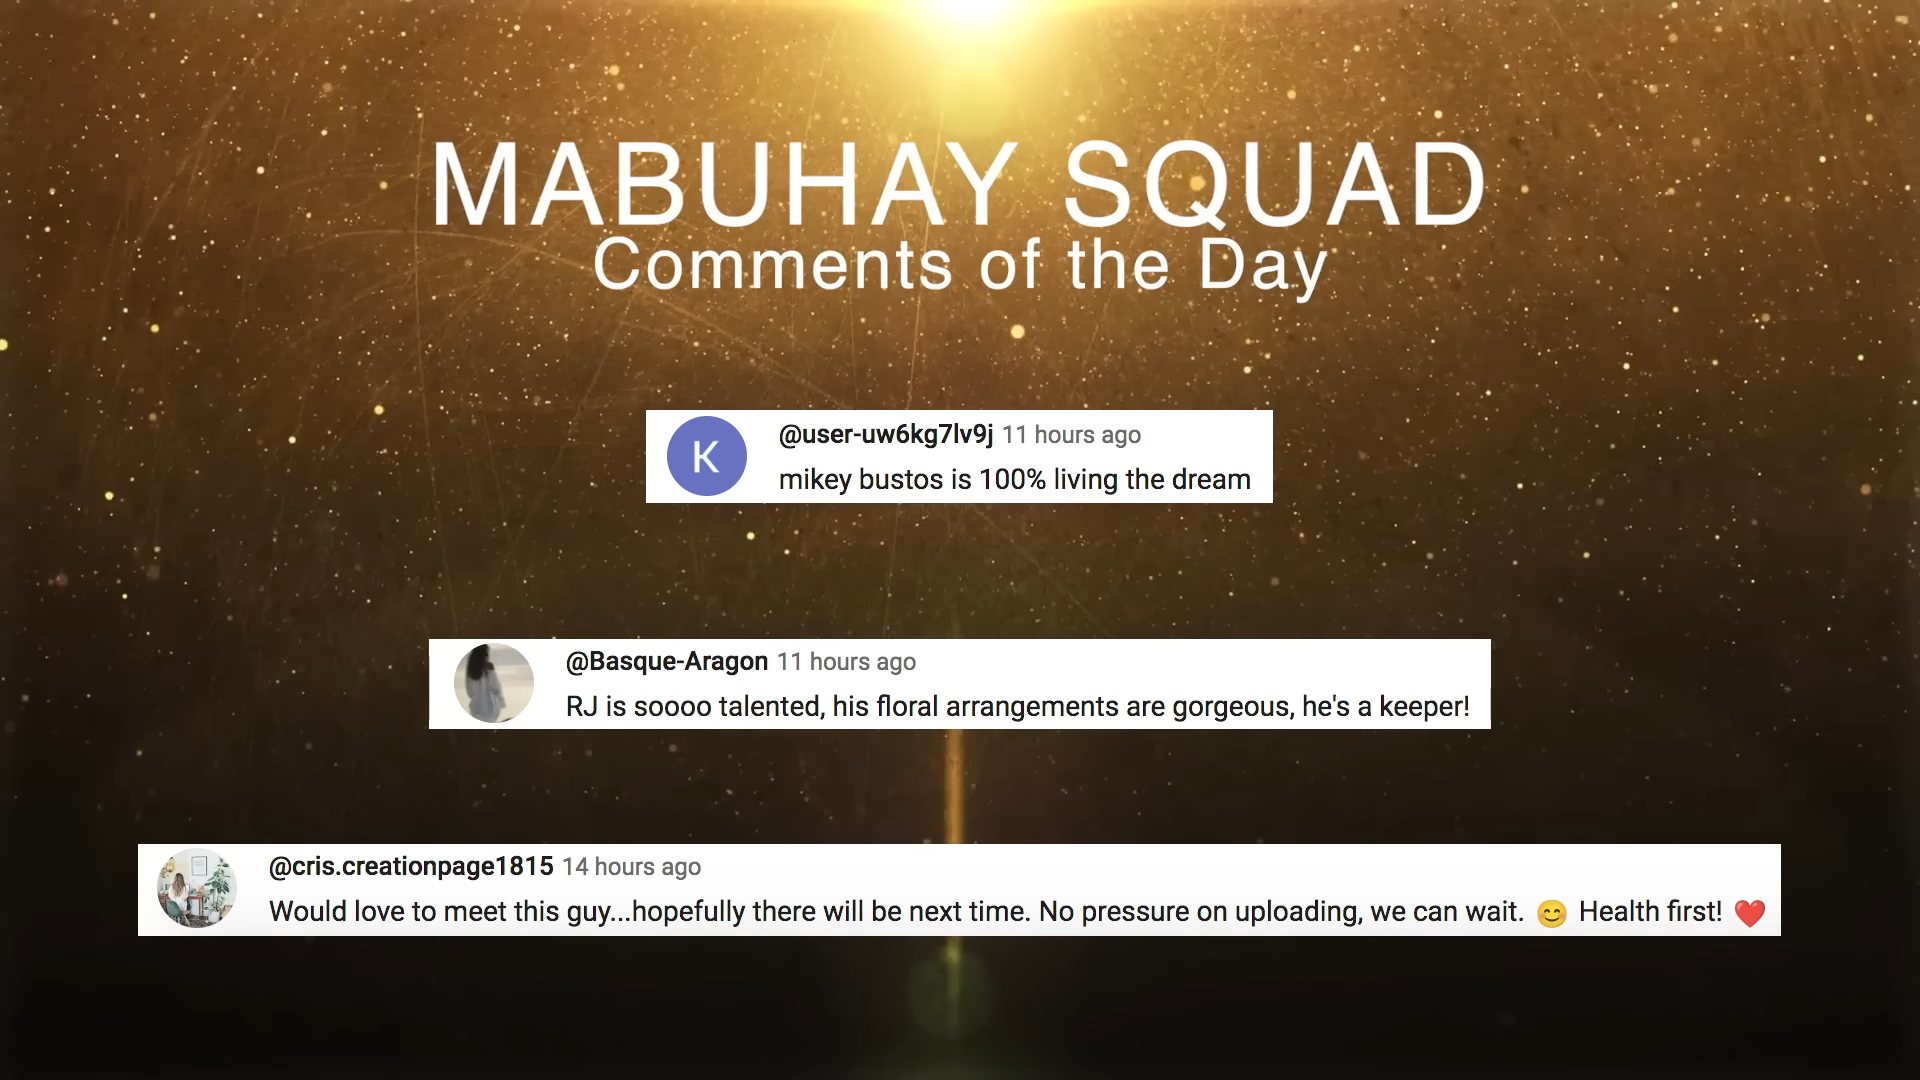 MABUHAY SQUAD
Comments of the Day
K
@user-uw6kg7lv9j 11 hours ago
mikey bustos is 100% living the dream
@Basque-Aragon 11 hours ago
RJ is soooo talented, his floral arrangements are gorgeous, he's a keeper!
@cris.creationpage1815 14 hours ago
Would love to meet this guy...hopefully there will be next time. No pressure on uploading, we can wait. 😊 Health first! ❤️